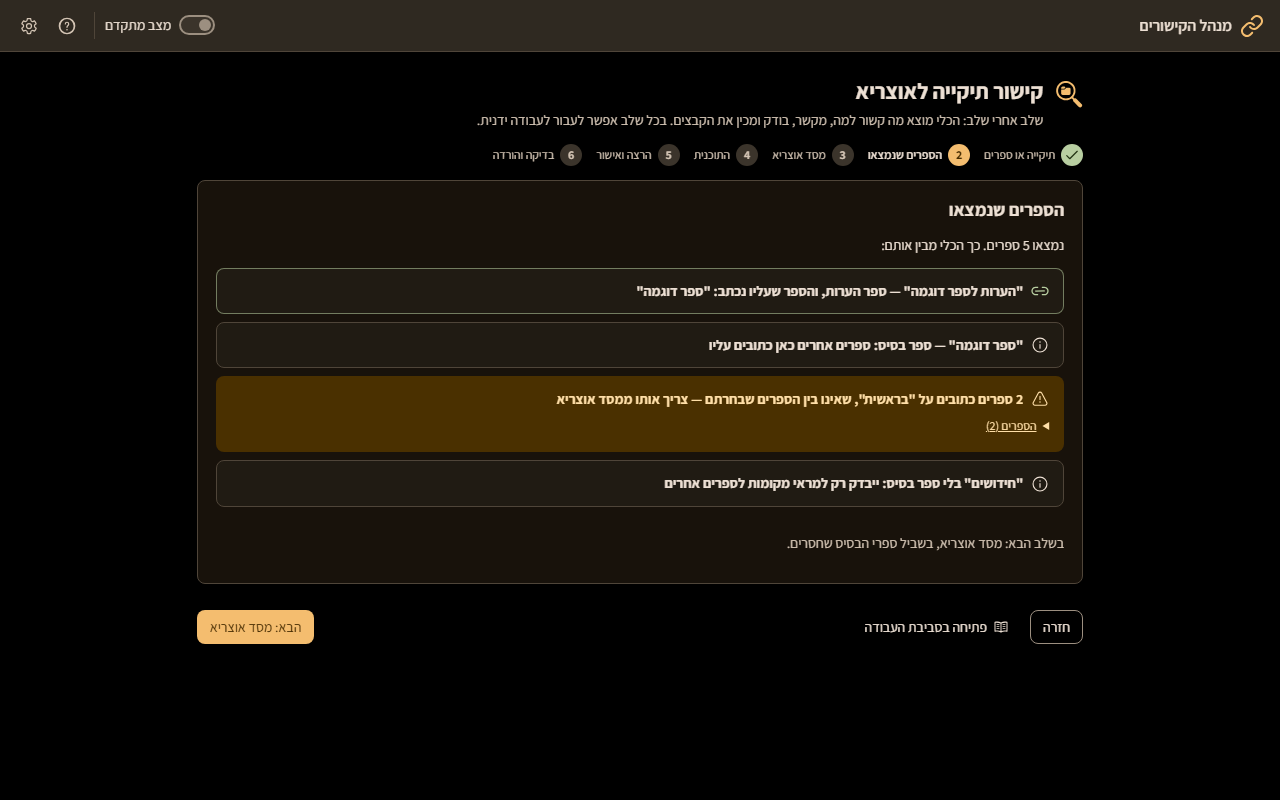 מנהל הקישורים
מצב מתקדם
קישור תיקייה לאוצריא
שלב אחרי שלב: הכלי מוצא מה קשור למה, מקשר, בודק ומכין את הקבצים. בכל שלב אפשר לעבור לעבודה ידנית.
תיקייה או ספרים
2 הספרים שנמצאו
3 מסד אוצריא
4 התוכנית
5 הרצה ואישור
6 בדיקה והורדה
הספרים שנמצאו
נמצאו 5 ספרים. כך הכלי מבין אותם:
"הערות לספר דוגמה" — ספר הערות, והספר שעליו נכתב: "ספר דוגמה"
"ספר דוגמה" — ספר בסיס: ספרים אחרים כאן כתובים עליו
2 ספרים כתובים על "בראשית", שאינו בין הספרים שבחרתם — צריך אותו ממסד אוצריא
הספרים (2)
"חידושים" בלי ספר בסיס: ייבדק רק למראי מקומות לספרים אחרים
בשלב הבא: מסד אוצריא, בשביל ספרי הבסיס שחסרים.
חזרה
פתיחה בסביבת העבודה
הבא: מסד אוצריא